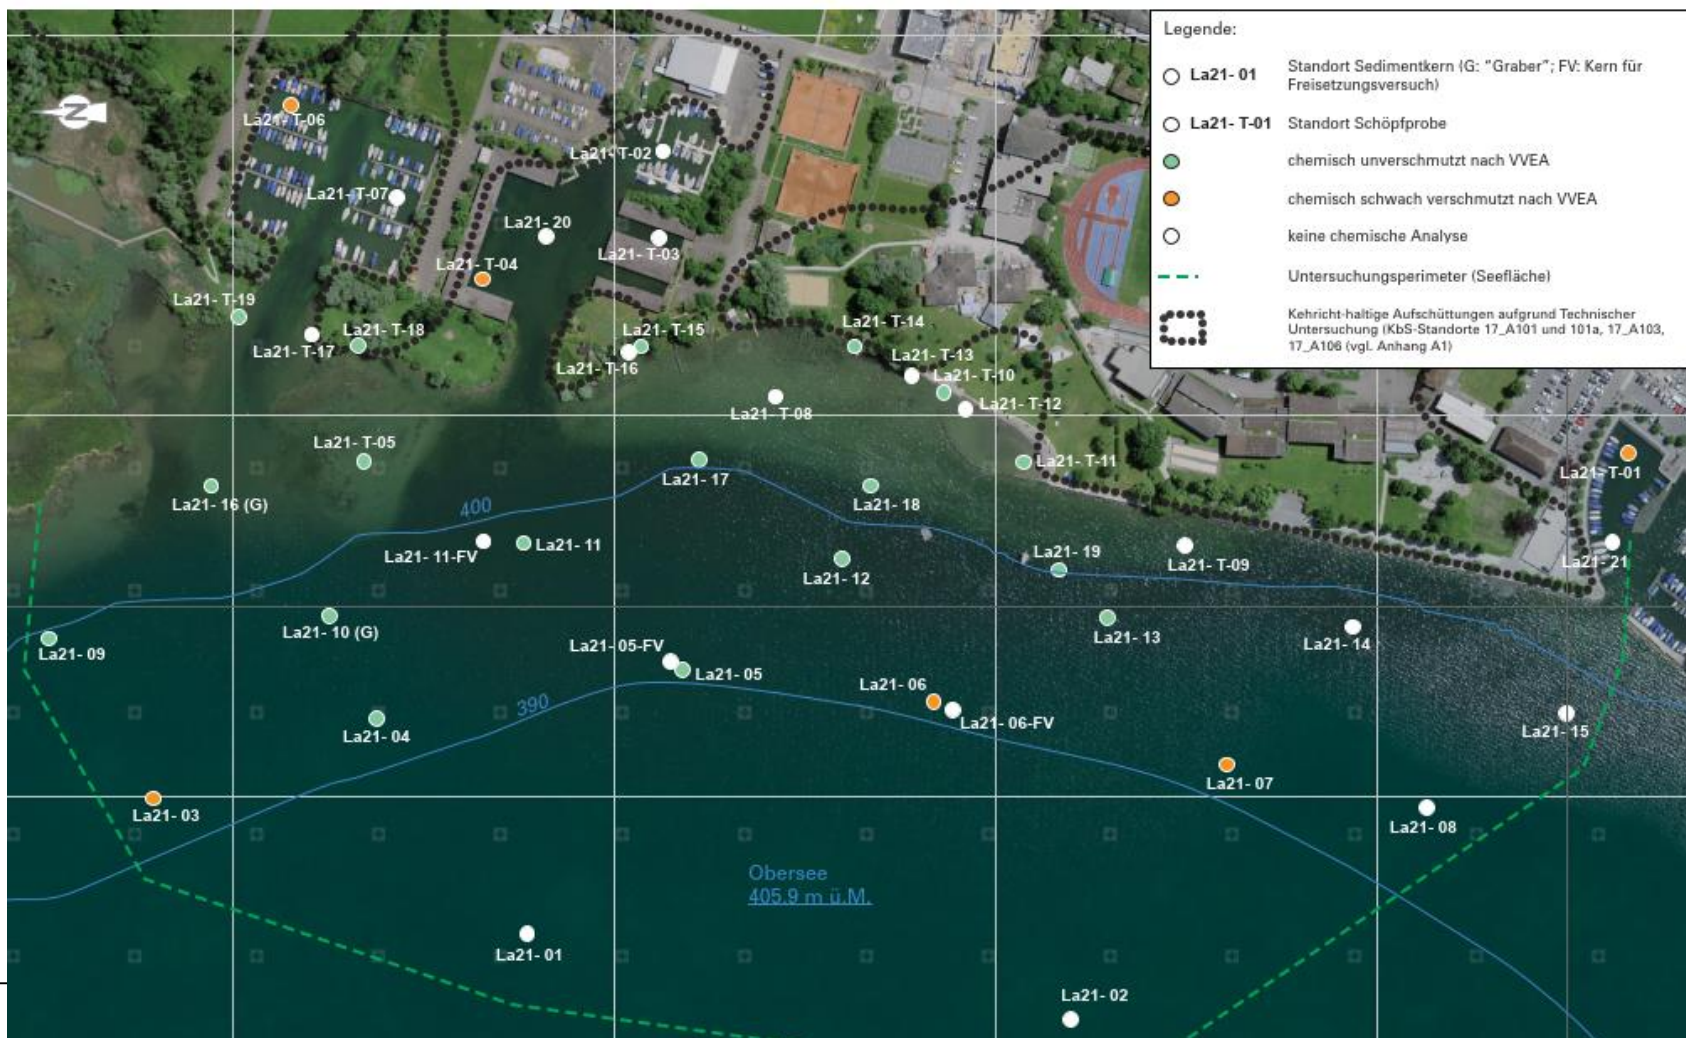 Legende:
La21- 01 Standort Sedimentkern (G: "Graber"; FV: Kern für
Freisetzungsversuch)
La21- T-01 Standort Schöpfprobe
chemisch unverschmutzt nach VVEA
chemisch schwach verschmutzt nach VVEA
keine chemische Analyse
Untersuchungsperimeter (Seefläche)
Kehricht-haltige Aufschüttungen aufgrund Technischer
Untersuchung (KbS-Standorte 17_A101 und 101a, 17_A103,
17_A106 (vgl. Anhang A1)
N
La21- T-06
La21- T-02
La21- T-07
La21- 20
La21- T-03
La21- T-04
La21- T-19
La21- T-18
La21- T-15
La21- T-14
La21- T-17
La21- T-16
La21- T-13
La21- T-10
La21- T-08
La21- T-12
La21- T-05
La21- T-11
La21- T-01
La21- 17
La21- 16 (G)
La21- 18
400
La21- 11-FV
La21- 11
La21- 19
La21- T-09
La21- 21
La21- 12
La21- 10 (G)
La21- 13
La21- 14
La21- 09
La21- 05-FV
La21- 05
La21- 06
390
La21- 06-FV
La21- 04
La21- 15
La21- 07
La21- 03
La21- 08
Obersee
405.9 m ü.M.
La21- 01
La21- 02